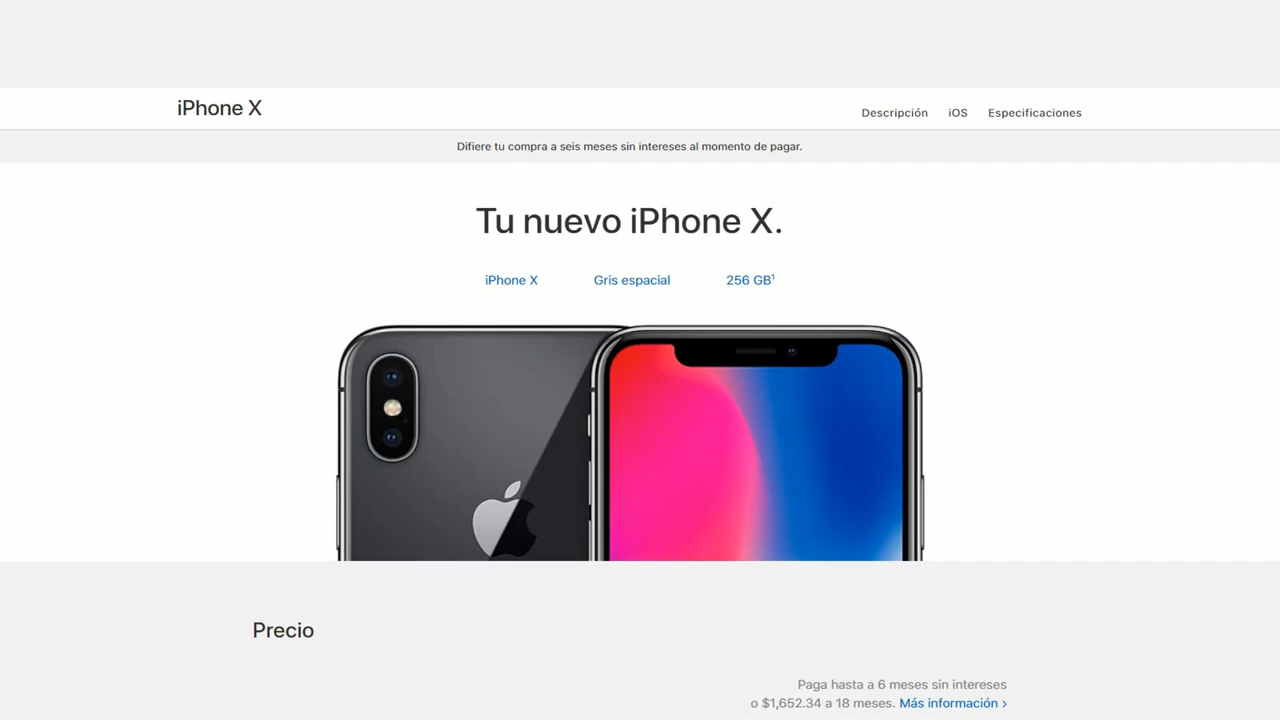 iPhone X
Descripción iOS Especificaciones
Difiere tu compra a seis meses sin intereses al momento de pagar.
Tu nuevo iPhone X.
iPhone X Gris espacial 256 GB¹
Precio
Paga hasta a 6 meses sin intereses
o $1,652.34 a 18 meses. Más información ›